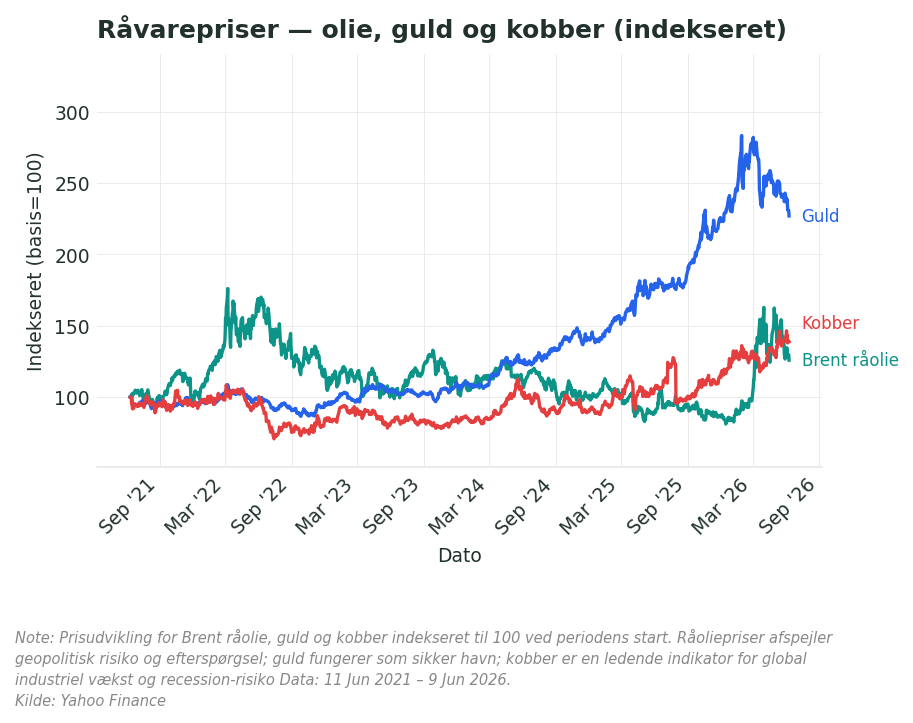 Råvarepriser — olie, guld og kobber (indekseret)
Indekseret (basis=100)
300
250
200
150
100
Guld
Kobber
Brent råolie
Sep '21
Mar '22
Sep '22
Mar '23
Sep '23
Mar '24
Sep '24
Mar '25
Sep '25
Mar '26
Sep '26
Dato
Note: Prisudvikling for Brent råolie, guld og kobber indekseret til 100 ved periodens start. Råoliepriser afspejler
geopolitisk risiko og efterspørgsel; guld fungerer som sikker havn; kobber er en ledende indikator for global
industriel vækst og recession-risiko Data: 11 Jun 2021 – 9 Jun 2026.
Kilde: Yahoo Finance